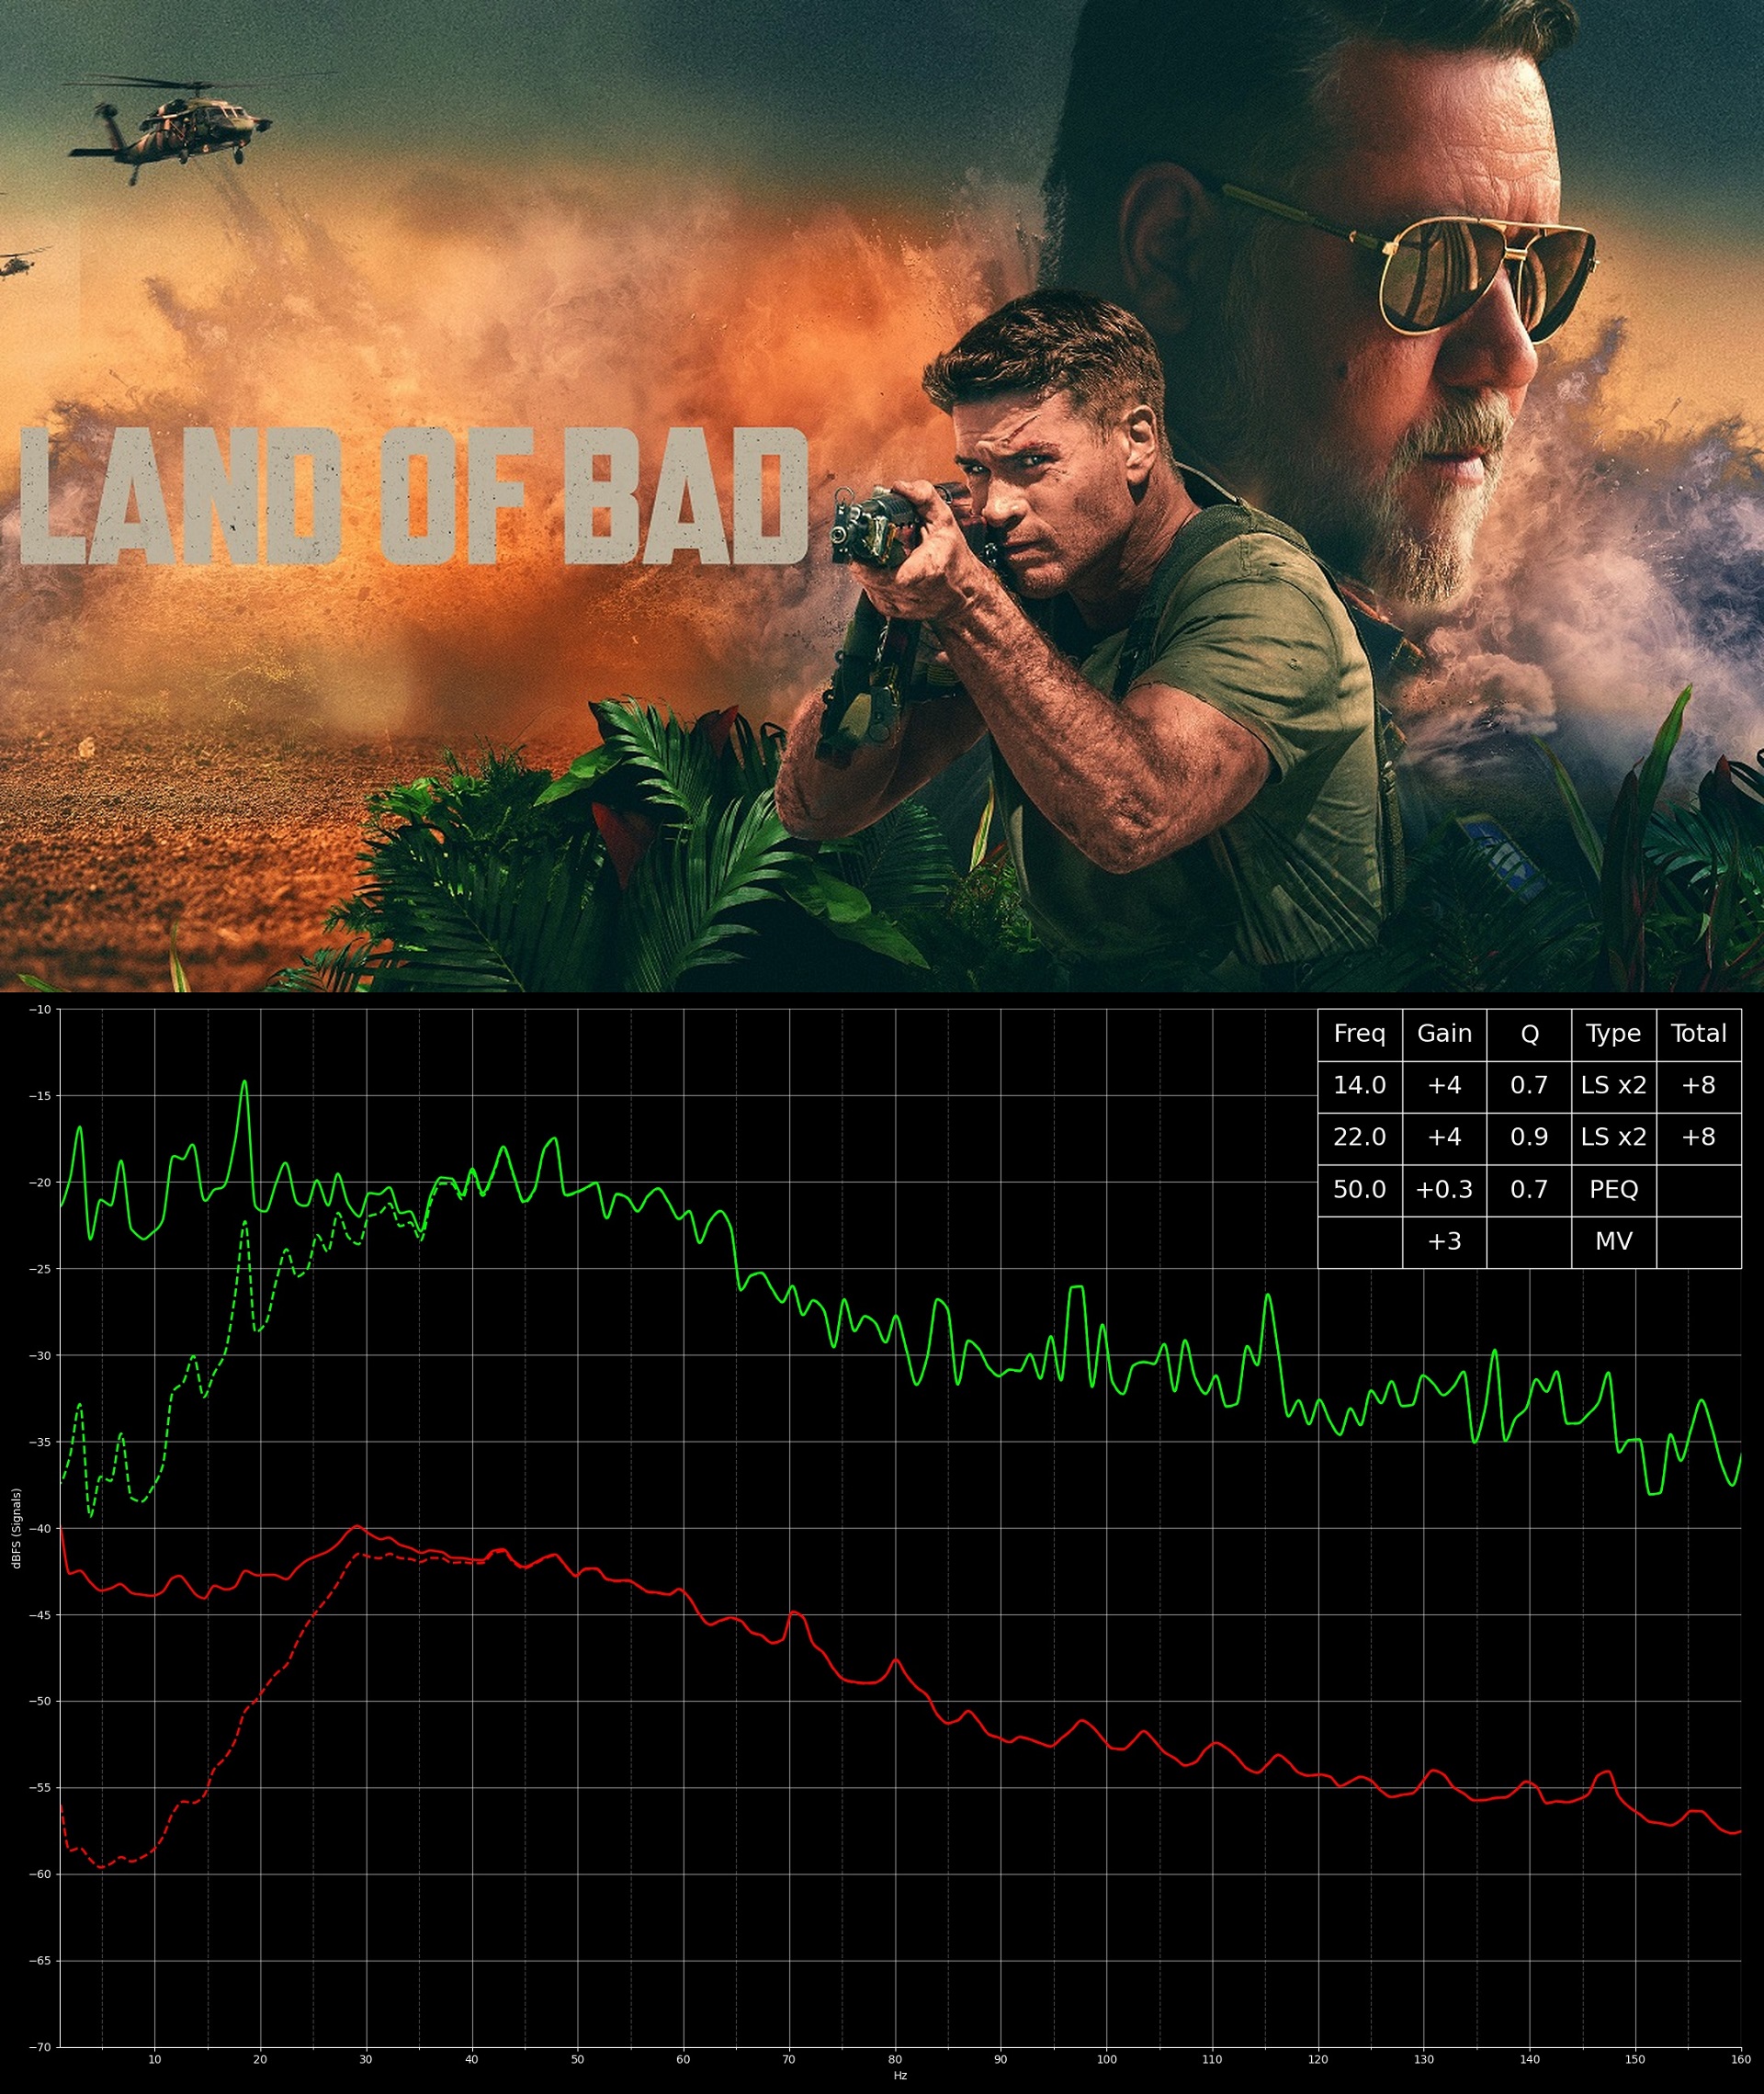 LAND OF BAD
Freq Gain Q Type Total
14.0 +4 0.7 LS x2 +8
22.0 +4 0.9 LS x2 +8
50.0 +0.3 0.7 PEQ
+3 MV
−10
−15
−20
−25
−30
−35
−40
−45
−50
−55
−60
−65
−70
dBFS (Signals)
10 20 30 40 50 60 70 80 90 100 110 120 130 140 150 160
Hz